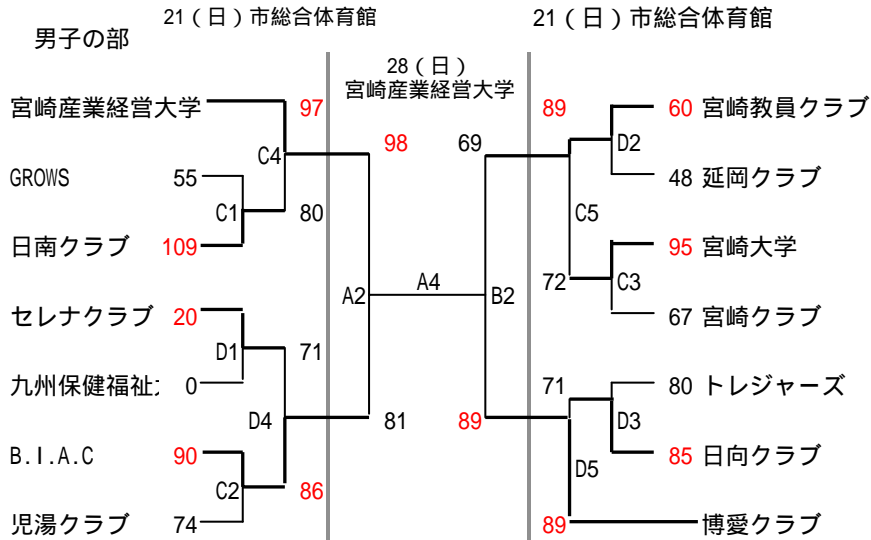 21（日）市総合体育館
21（日）市総合体育館
男子の部
28（日）
宮崎産業経営大学
宮崎産業経営大学 97
89 60 宮崎教員クラブ
98 69
C4
D2
GROWS 55
48 延岡クラブ
C1 80
C5
日南クラブ 109
95 宮崎大学
72 C3
A2 A4 B2
セレナクラブ 20
67 宮崎クラブ
D1 71
九州保健福祉 0
71 80 トレジャーズ
D4 81 89 D3
B.I.A.C 90
85 日向クラブ
C2 86
D5
児湯クラブ 74
89 博愛クラブ